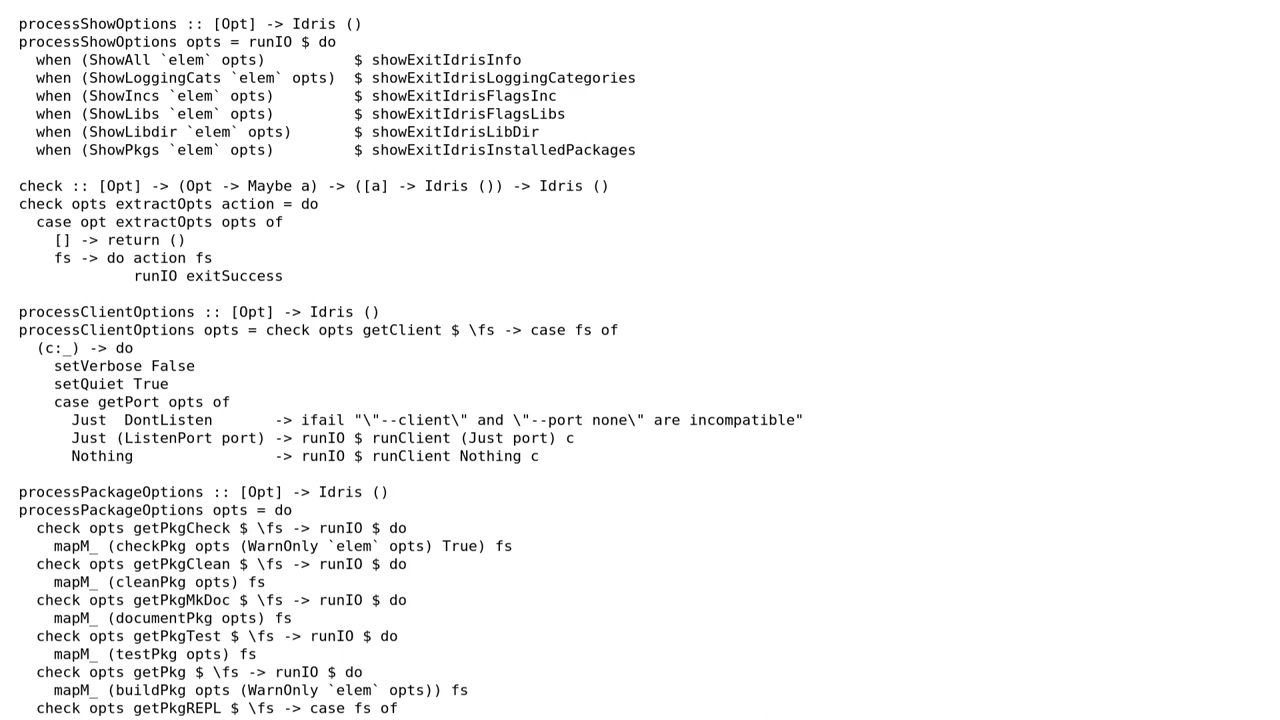 processShowOptions :: [Opt] -> Idris ()
processShowOptions opts = runIO $ do
  when (ShowAll `elem` opts)          $ showExitIdrisInfo
  when (ShowLoggingCats `elem` opts)  $ showExitIdrisLoggingCategories
  when (ShowIncs `elem` opts)         $ showExitIdrisFlagsInc
  when (ShowLibs `elem` opts)         $ showExitIdrisFlagsLibs
  when (ShowLibdir `elem` opts)       $ showExitIdrisLibDir
  when (ShowPkgs `elem` opts)         $ showExitIdrisInstalledPackages

check :: [Opt] -> (Opt -> Maybe a) -> ([a] -> Idris ()) -> Idris ()
check opts extractOpts action = do
  case opt extractOpts opts of
    [] -> return ()
    fs -> do action fs
             runIO exitSuccess

processClientOptions :: [Opt] -> Idris ()
processClientOptions opts = check opts getClient $ \fs -> case fs of
  (c:_) -> do
    setVerbose False
    setQuiet True
    case getPort opts of
      Just  DontListen       -> ifail "\"--client\" and \"--port none\" are incompatible"
      Just (ListenPort port) -> runIO $ runClient (Just port) c
      Nothing                -> runIO $ runClient Nothing c

processPackageOptions :: [Opt] -> Idris ()
processPackageOptions opts = do
  check opts getPkgCheck $ \fs -> runIO $ do
    mapM_ (checkPkg opts (WarnOnly `elem` opts) True) fs
  check opts getPkgClean $ \fs -> runIO $ do
    mapM_ (cleanPkg opts) fs
  check opts getPkgMkDoc $ \fs -> runIO $ do
    mapM_ (documentPkg opts) fs
  check opts getPkgTest $ \fs -> runIO $ do
    mapM_ (testPkg opts) fs
  check opts getPkg $ \fs -> runIO $ do
    mapM_ (buildPkg opts (WarnOnly `elem` opts)) fs
  check opts getPkgREPL $ \fs -> case fs of